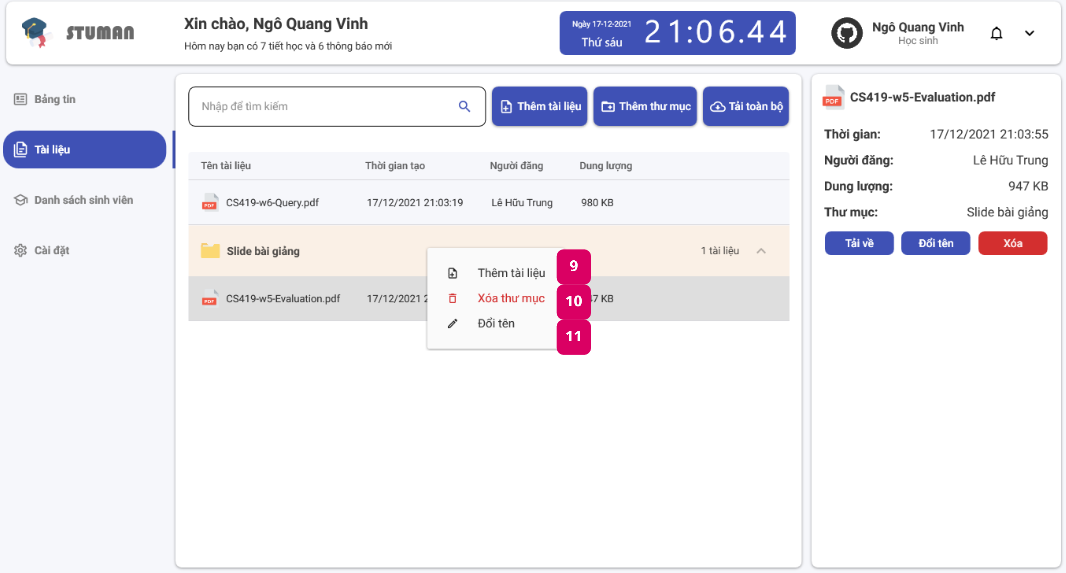 STUMAN
Xin chào, Ngô Quang Vinh
Hôm nay bạn có 7 tiết học và 6 thông báo mới
Ngày 17-12-2021
Thứ sáu
21:06.44
Ngô Quang Vinh
Học sinh
Bảng tin
Tài liệu
Danh sách sinh viên
Cài đặt
Nhập để tìm kiếm
Thêm tài liệu
Thêm thư mục
Tải toàn bộ
Tên tài liệu Thời gian tạo Người đăng Dung lượng
PDF CS419-w6-Query.pdf 17/12/2021 21:03:19 Lê Hữu Trung 980 KB
Slide bài giảng 1 tài liệu
PDF CS419-w5-Evaluation.pdf 17/12/2021 KB
Thêm tài liệu 9
Xóa thư mục 10
Đổi tên 11
PDF CS419-w5-Evaluation.pdf
Thời gian: 17/12/2021 21:03:55
Người đăng: Lê Hữu Trung
Dung lượng: 947 KB
Thư mục: Slide bài giảng
Tải về Đổi tên Xóa